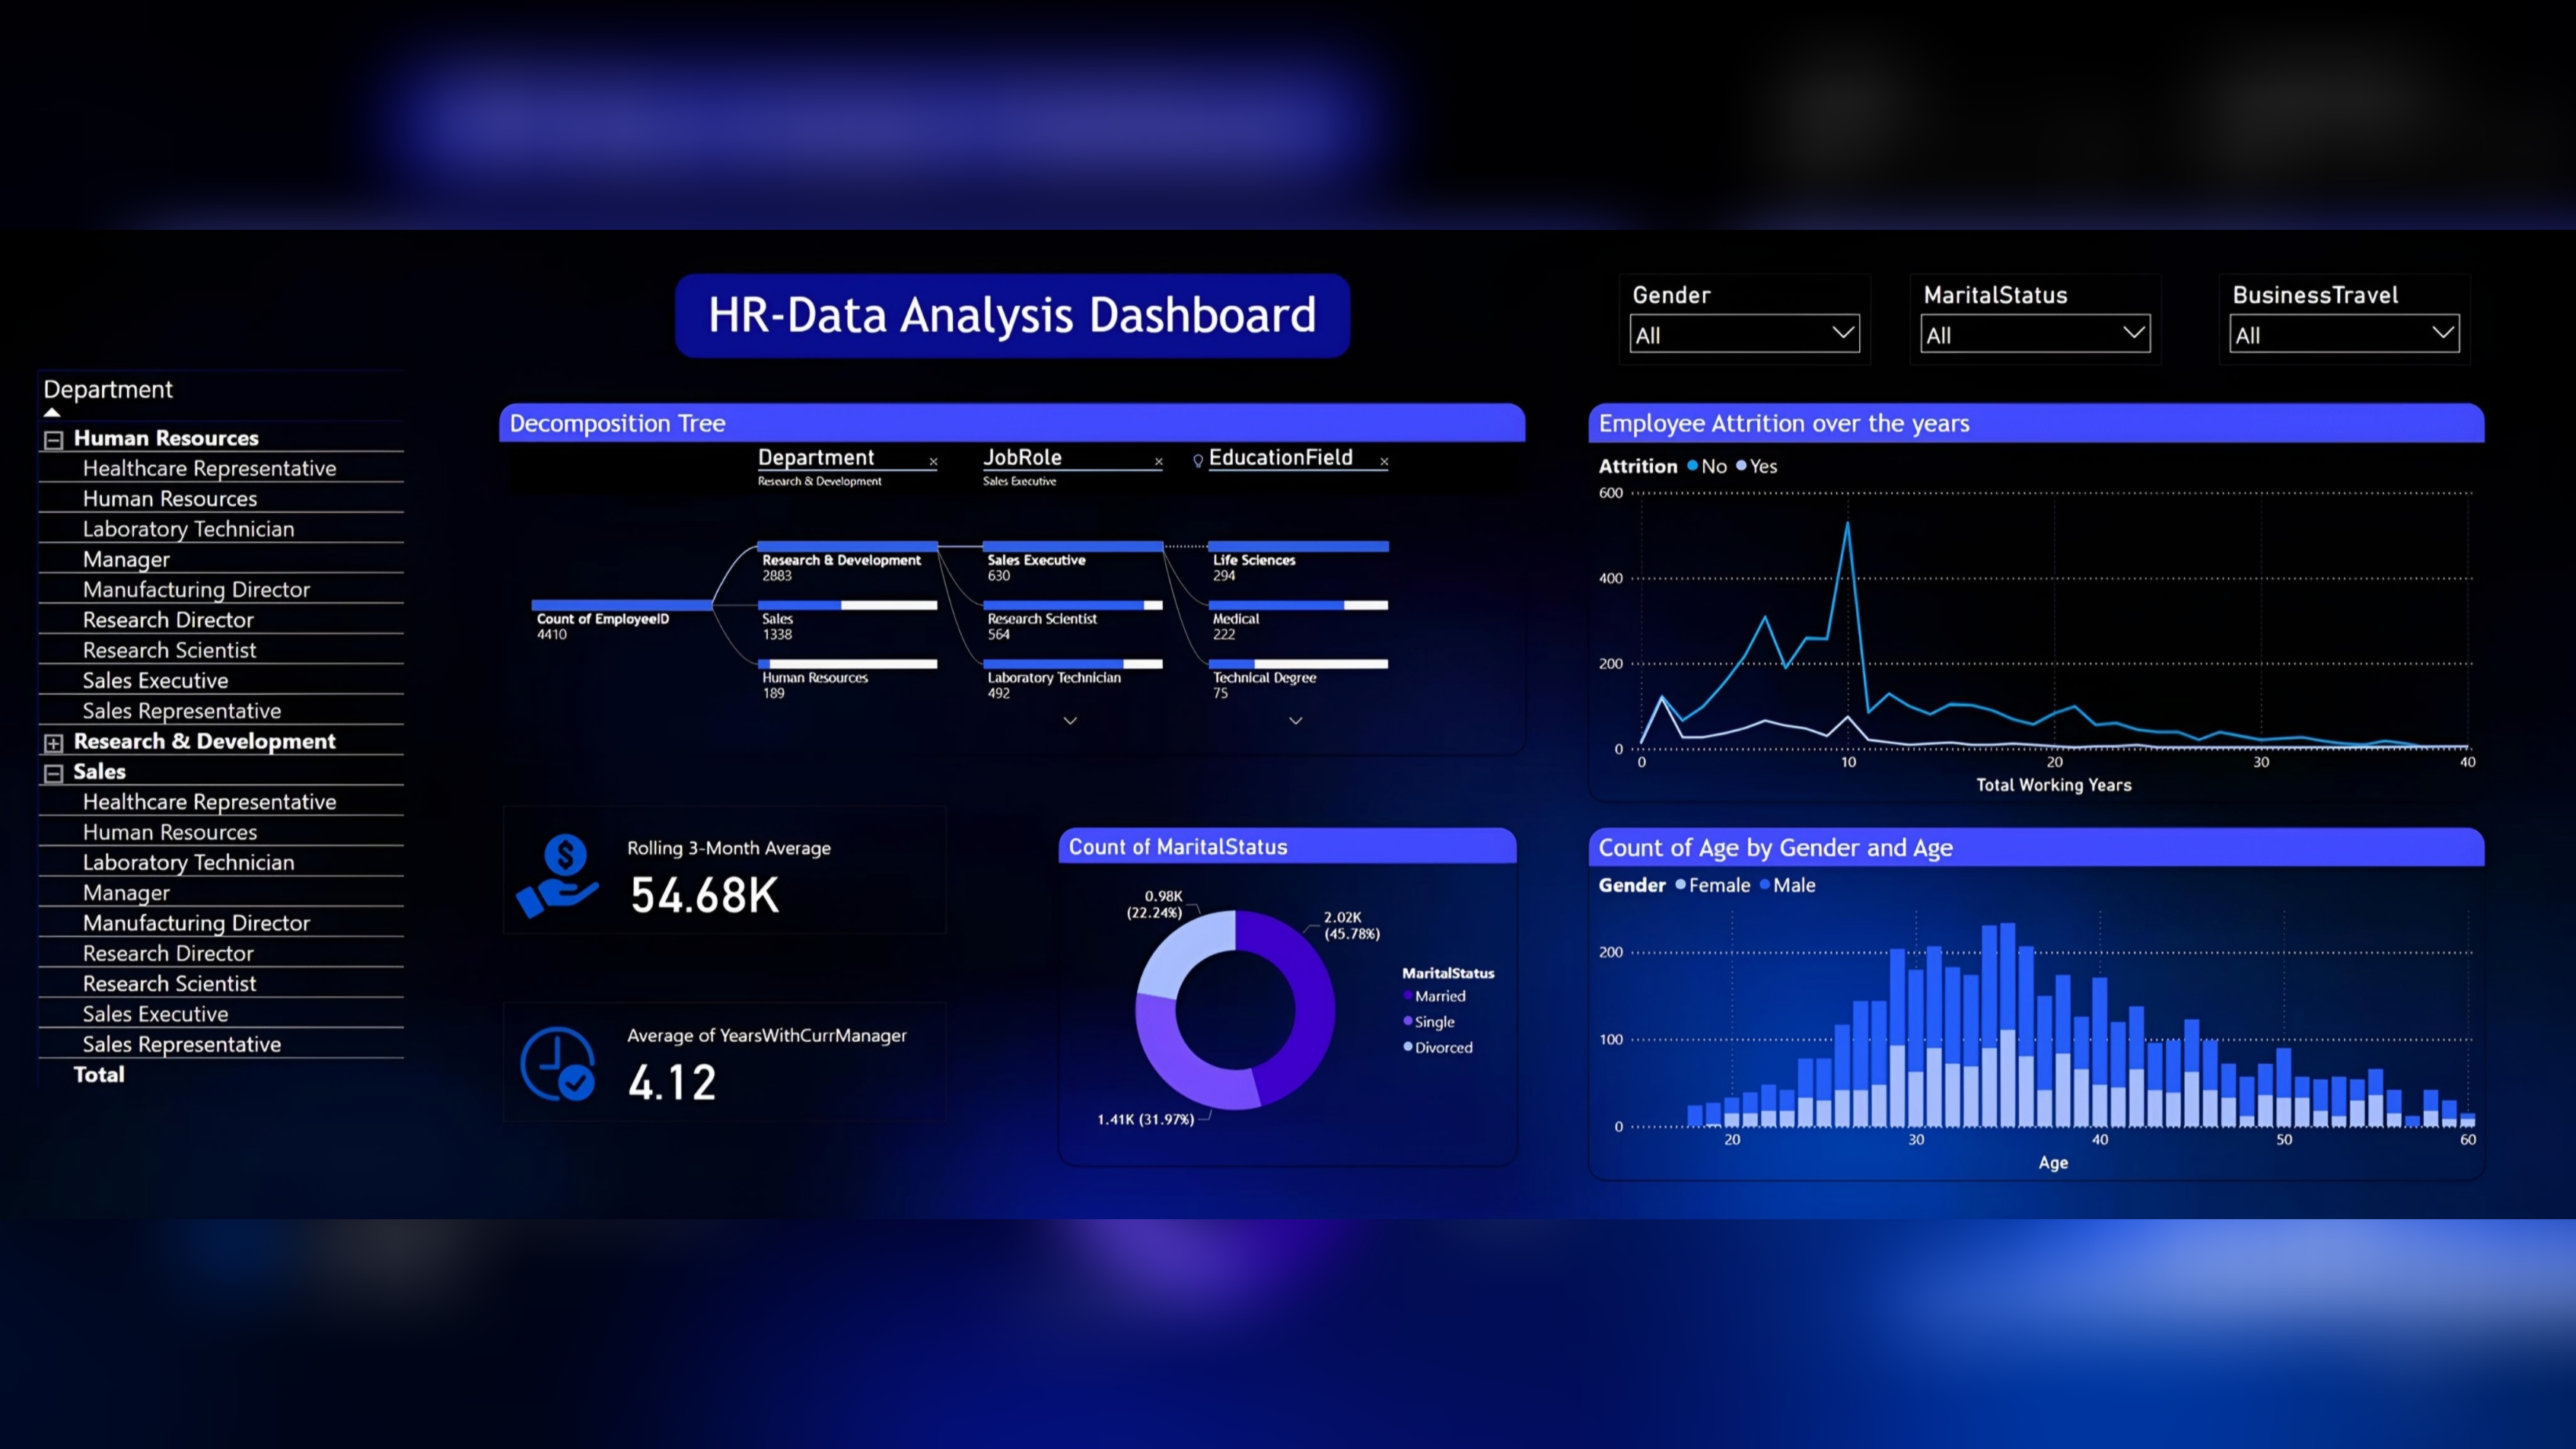 HR-Data Analysis Dashboard
Gender
All
MaritalStatus
All
BusinessTravel
All
Department
Human Resources
Healthcare Representative
Human Resources
Laboratory Technician
Manager
Manufacturing Director
Research Director
Research Scientist
Sales Executive
Sales Representative
Research & Development
Sales
Healthcare Representative
Human Resources
Laboratory Technician
Manager
Manufacturing Director
Research Director
Research Scientist
Sales Executive
Sales Representative
Total
Decomposition Tree
Department
Research & Development
JobRole
Sales Executive
EducationField
Count of EmployeeID
4410
Research & Development
2883
Sales
1338
Human Resources
189
Sales Executive
630
Research Scientist
564
Laboratory Technician
492
Life Sciences
294
Medical
222
Technical Degree
75
Employee Attrition over the years
Attrition No Yes
600
400
200
0
0 10 20 30 40
Total Working Years
Rolling 3-Month Average
54.68K
Average of YearsWithCurrManager
4.12
Count of MaritalStatus
0.98K
(22.24%)
2.02K
(45.78%)
1.41K (31.97%)
MaritalStatus
Married
Single
Divorced
Count of Age by Gender and Age
Gender Female Male
200
100
0
20 30 40 50 60
Age